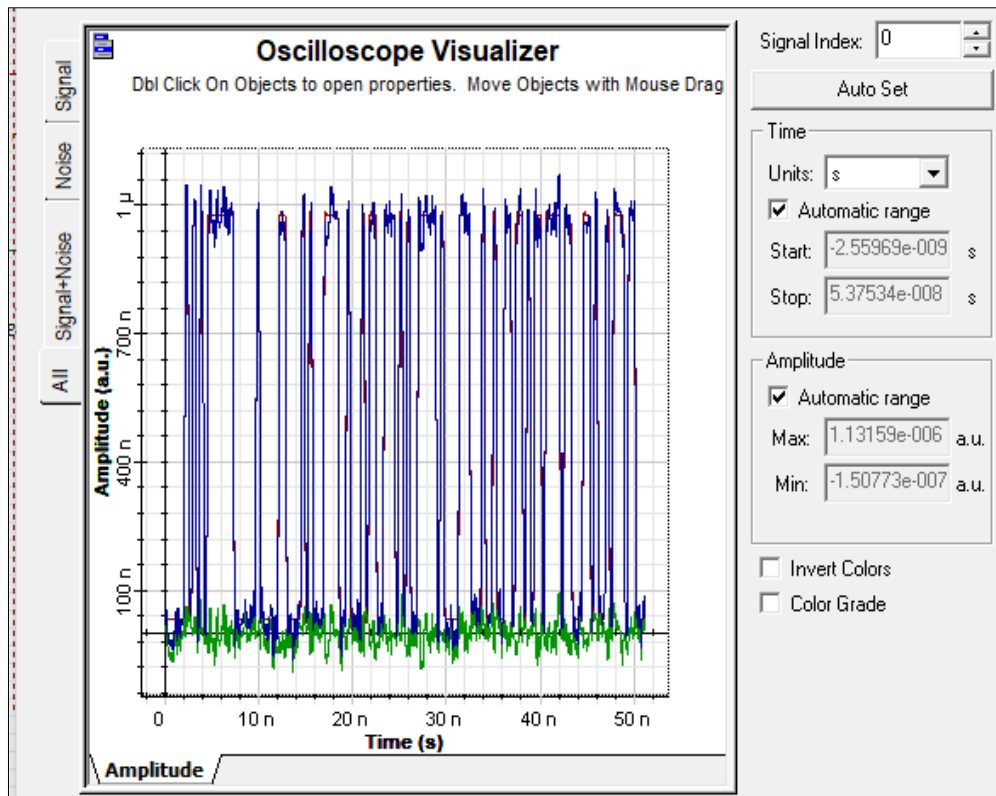 Oscilloscope Visualizer
Dbl Click On Objects to open properties. Move Objects with Mouse Drag
Signal
Noise
Signal+Noise
All
Amplitude (a.u.)
1 µ
700 n
400 n
100 n
0 10 n 20 n 30 n 40 n 50 n
Time (s)
Amplitude
Signal Index: 0
Auto Set
Time
Units: s
Automatic range
Start: -2.55969e-009 s
Stop: 5.37534e-008 s
Amplitude
Automatic range
Max: 1.13159e-006 a.u.
Min: -1.50773e-007 a.u.
Invert Colors
Color Grade